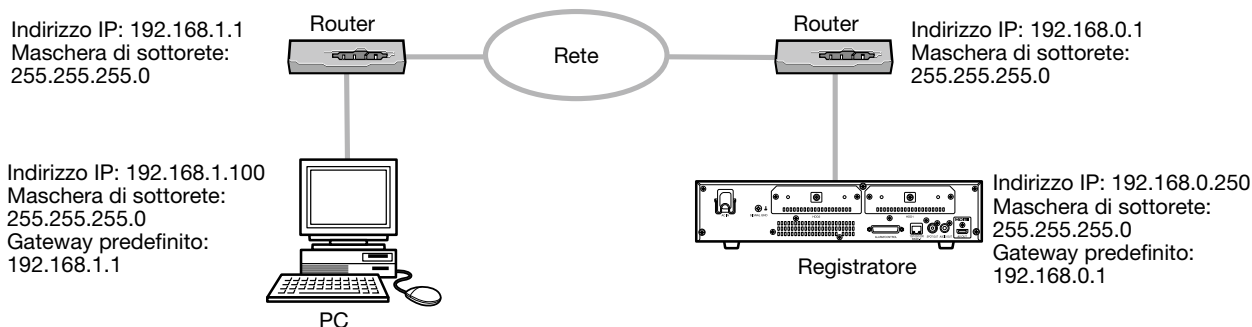 Indirizzo IP: 192.168.1.1
Maschera di sottorete:
255.255.255.0
Router
Rete
Router
Indirizzo IP: 192.168.0.1
Maschera di sottorete:
255.255.255.0
Indirizzo IP: 192.168.1.100
Maschera di sottorete:
255.255.255.0
Gateway predefinito:
192.168.1.1
PC
Registratore
Indirizzo IP: 192.168.0.250
Maschera di sottorete:
255.255.255.0
Gateway predefinito:
192.168.0.1